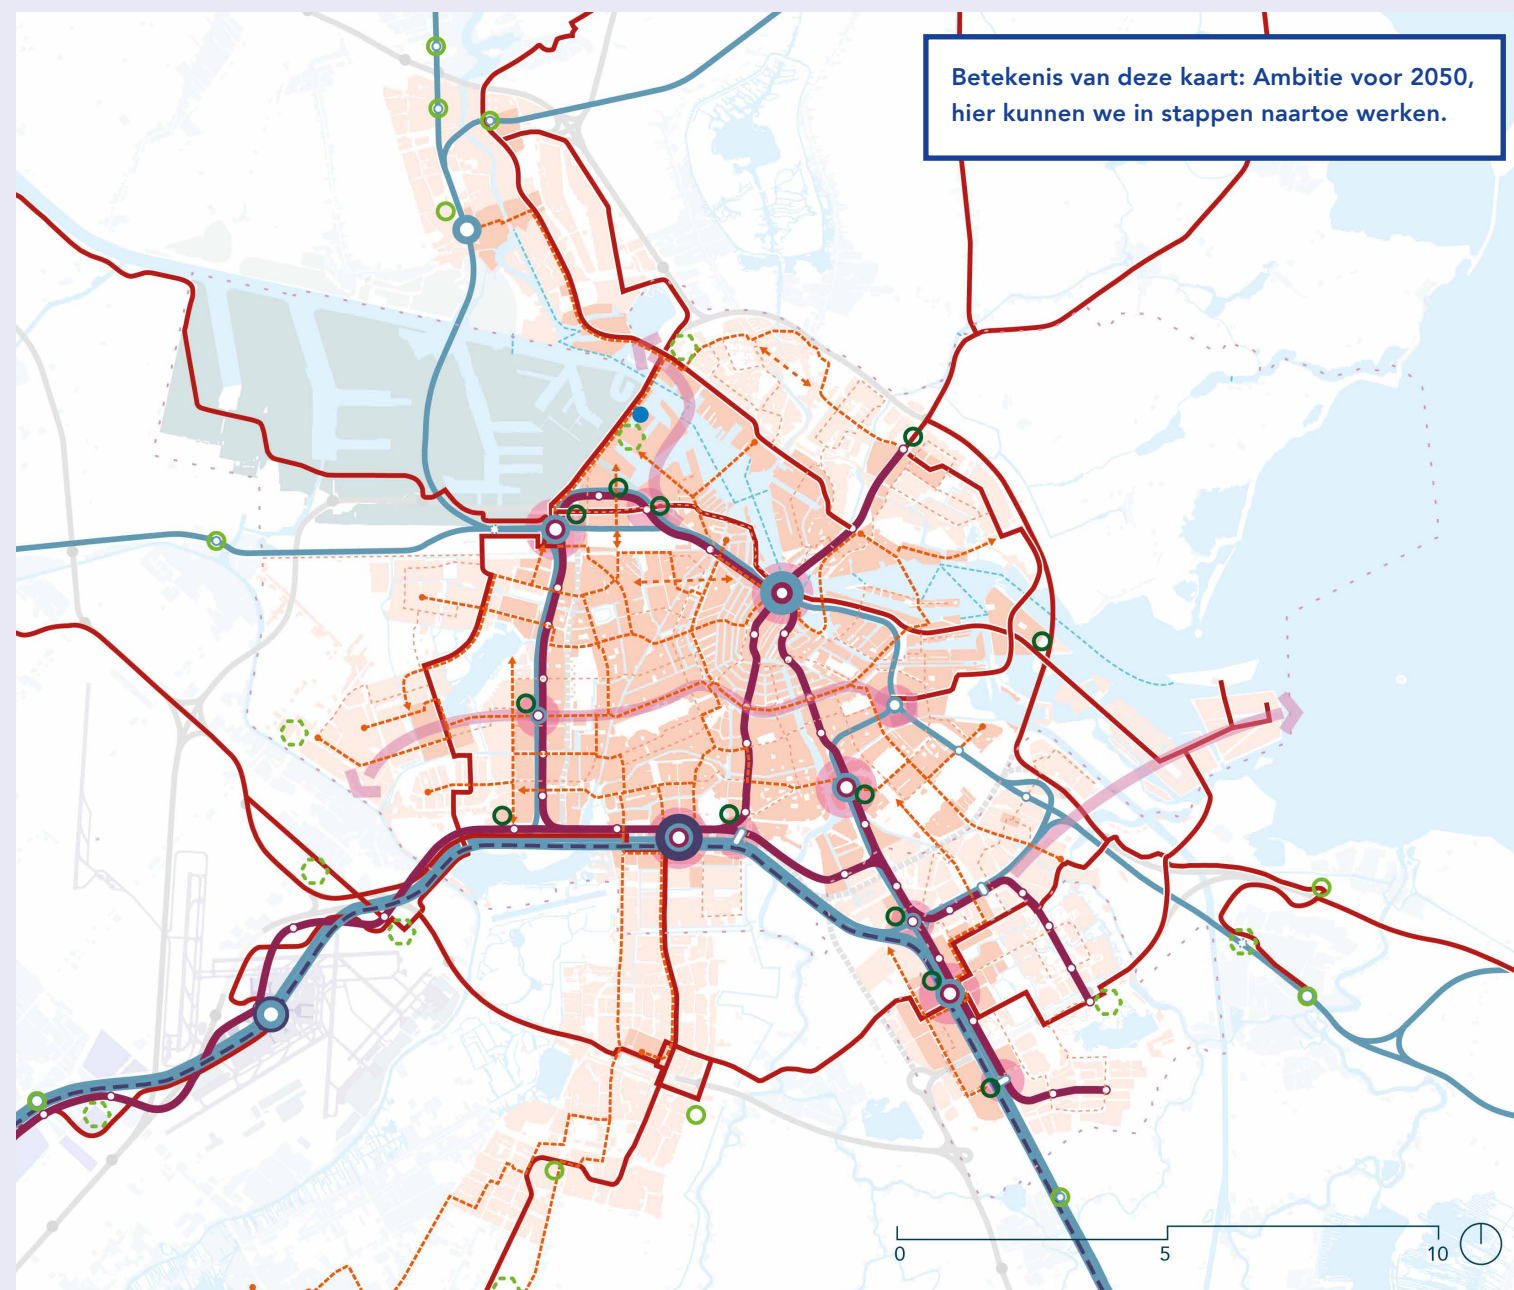 Betekenis van deze kaart: Ambitie voor 2050,
hier kunnen we in stappen naartoe werken.
0 5 10